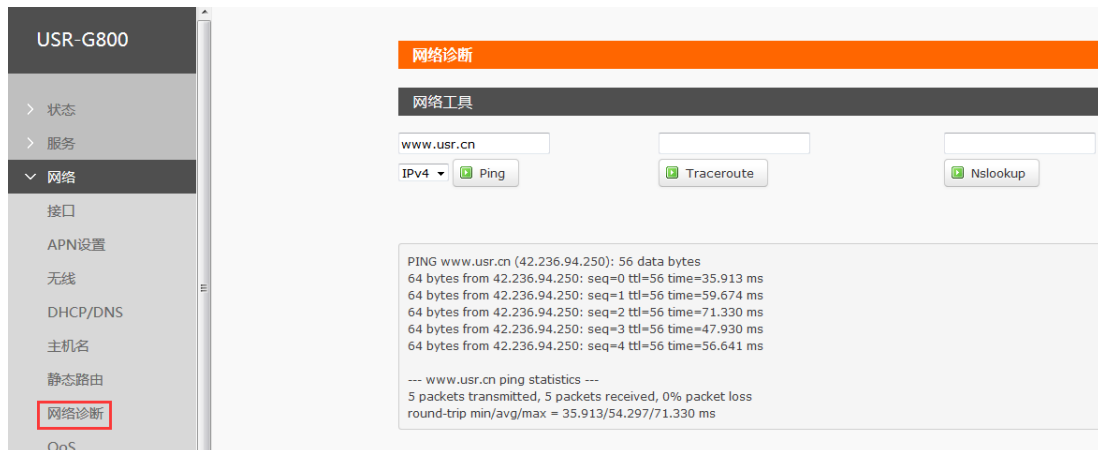 USR-G800
状态
服务
网络
接口
APN设置
无线
DHCP/DNS
主机名
静态路由
网络诊断
QoS
网络诊断
网络工具
www.usr.cn
IPv4 Ping Traceroute Nslookup
PING www.usr.cn (42.236.94.250): 56 data bytes
64 bytes from 42.236.94.250: seq=0 ttl=56 time=35.913 ms
64 bytes from 42.236.94.250: seq=1 ttl=56 time=59.674 ms
64 bytes from 42.236.94.250: seq=2 ttl=56 time=71.330 ms
64 bytes from 42.236.94.250: seq=3 ttl=56 time=47.930 ms
64 bytes from 42.236.94.250: seq=4 ttl=56 time=56.641 ms
--- www.usr.cn ping statistics ---
5 packets transmitted, 5 packets received, 0% packet loss
round-trip min/avg/max = 35.913/54.297/71.330 ms